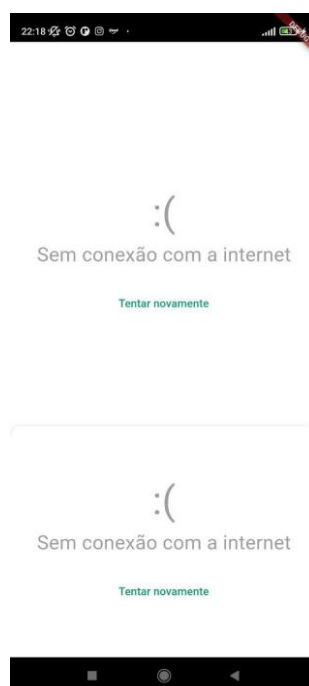 22:18
:(
Sem conexão com a internet
Tentar novamente
:(
Sem conexão com a internet
Tentar novamente